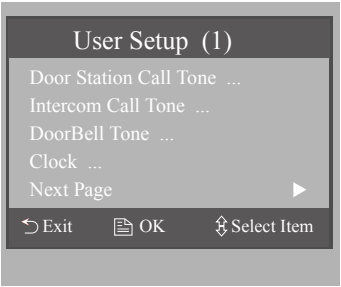 User Setup (1)
Door Station Call Tone ...
Intercom Call Tone ...
DoorBell Tone ...
Clock ...
Next Page
Exit OK Select Item